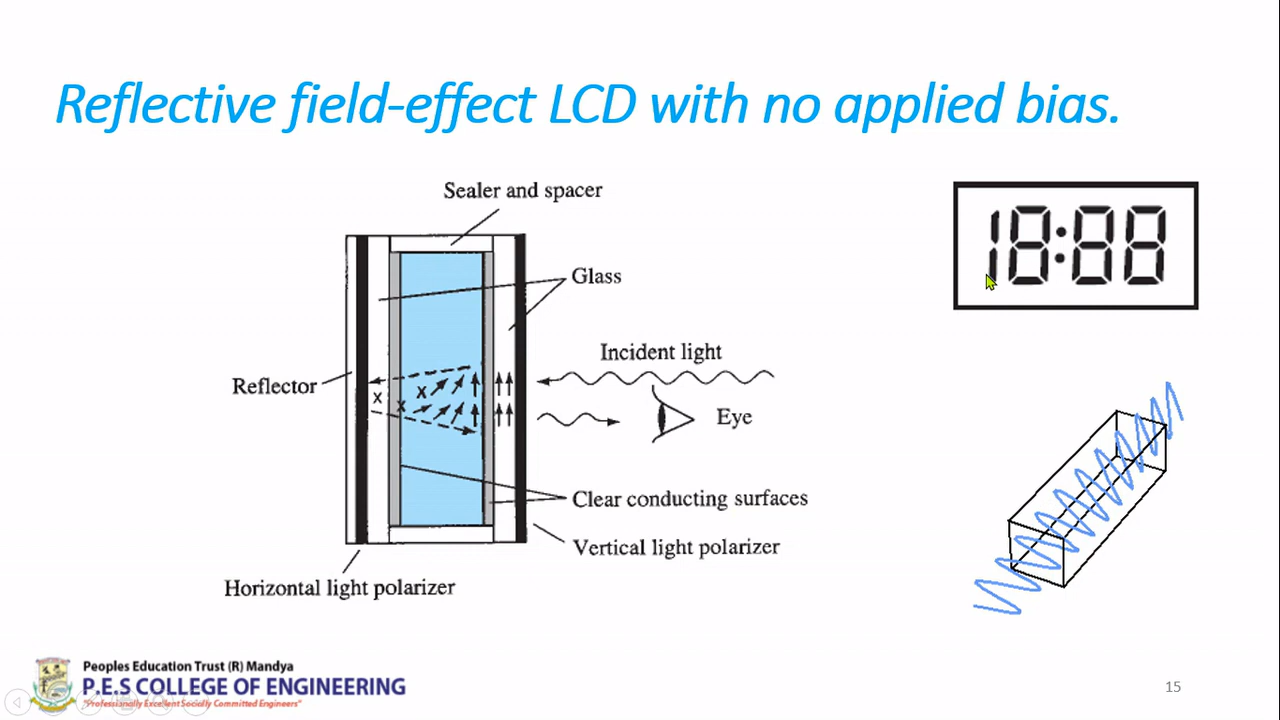 Reflective field-effect LCD with no applied bias.
Sealer and spacer
18:88
Glass
Incident light
Reflector
x
x
x
Eye
Clear conducting surfaces
Vertical light polarizer
Horizontal light polarizer
Peoples Education Trust (R) Mandya
P.E.S COLLEGE OF ENGINEERING
"Professionally Excellent Socially Committed Engineers"
15